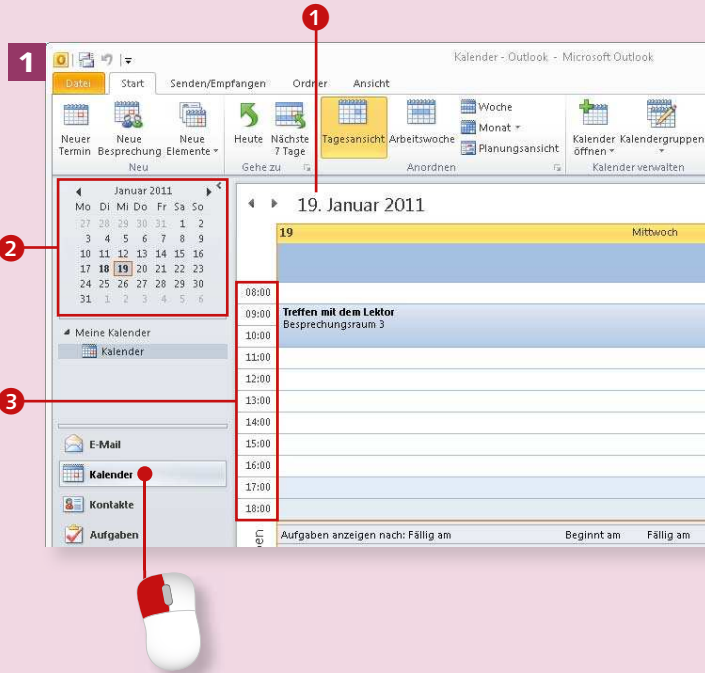 1
1
Kalender - Outlook - Microsoft Outlook
Datei Start Senden/Empfangen Ordner Ansicht
Neuer Termin
Neue Besprechung
Neue Elemente
Neu
Heute
Nächste 7 Tage
Gehe zu
Tagesansicht
Arbeitswoche
Woche
Monat
Planungsansicht
Anordnen
Kalender öffnen
Kalendergruppen
Kalender verwalten
2
Januar 2011
Mo Di Mi Do Fr Sa So
27 28 29 30 31 1 2
3 4 5 6 7 8 9
10 11 12 13 14 15 16
17 18 19 20 21 22 23
24 25 26 27 28 29 30
31 1 2 3 4 5 6
Meine Kalender
Kalender
3
E-Mail
Kalender
Kontakte
Aufgaben
19. Januar 2011
19 Mittwoch
08:00
09:00
Treffen mit dem Lektor
Besprechungsraum 3
10:00
11:00
12:00
13:00
14:00
15:00
16:00
17:00
18:00
Aufgaben anzeigen nach: Fällig am Beginnt am Fällig am